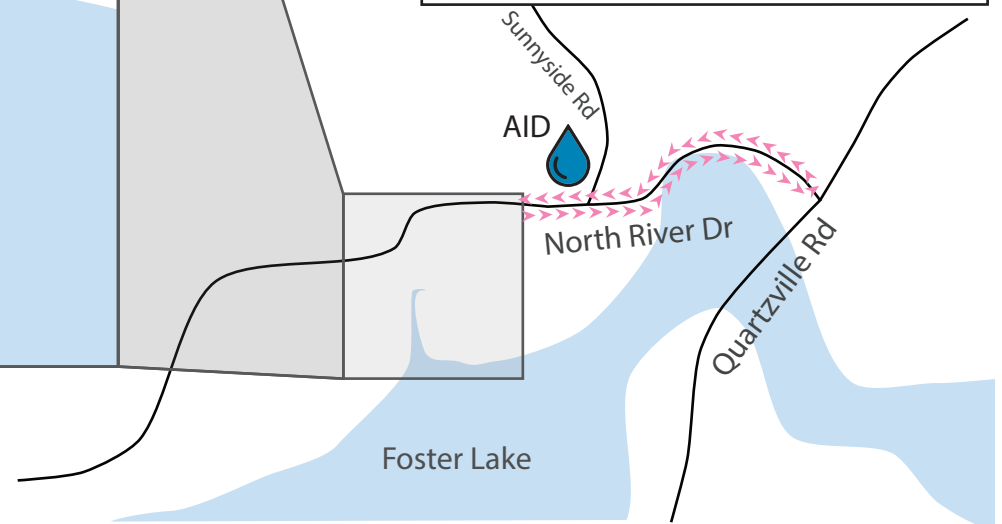 Sunnyside Rd
AID
North River Dr
Quartzville Rd
Foster Lake